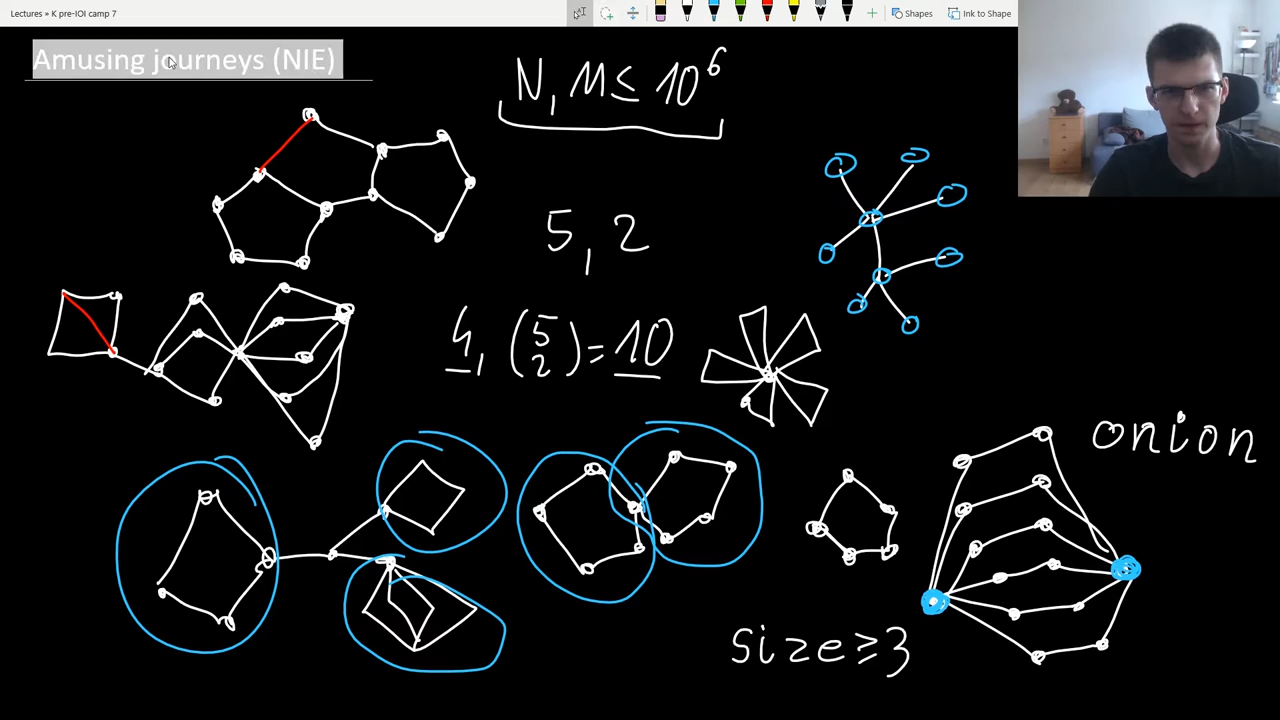 Lectures » K pre-IOI camp 7
Shapes
Ink to Shape
Amusing journeys (NIE)
N, M ≤ 10^6
5, 2
4, (5 2) = 10
onion
size ≥ 3